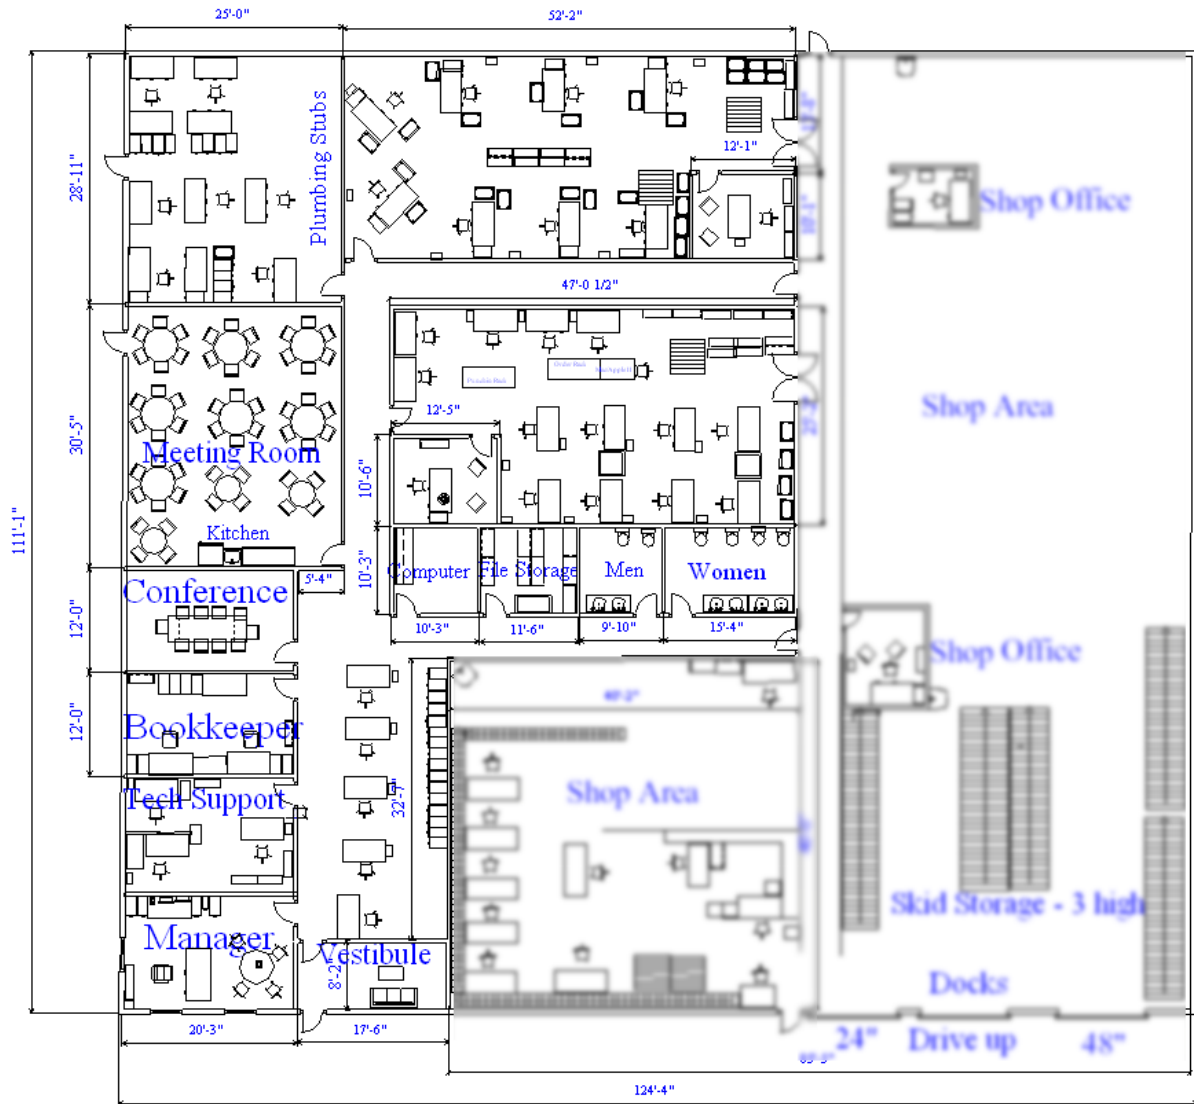 25'-0"
52'-2"
28'-11"
Plumbing Stubs
12'-1"
Shop Office
47'-0 1/2"
111'-1"
30'-5"
12'-5"
10'-6"
Shop Area
Meeting Room
Kitchen
10'-3"
Computer
File Storage
Men
Women
5'-4"
Conference
12'-0"
10'-3"
11'-6"
9'-10"
15'-4"
Shop Office
12'-0"
Bookkeeper
Tech Support
32'-7"
Shop Area
Skid Storage - 3 high
Manager
Vestibule
8'-2"
Docks
20'-3"
17'-6"
24"
Drive up
48"
124'-4"